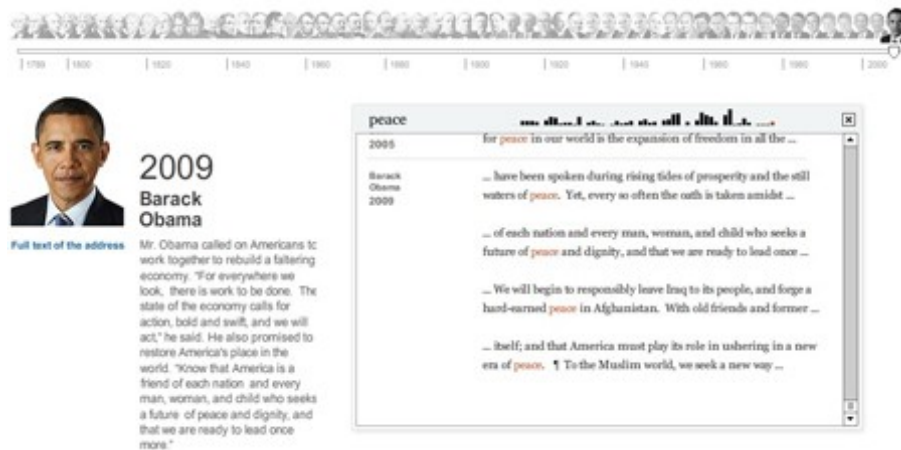 1789 1800 1820 1840 1860 1880 1900 1920 1940 1960 1980 2000
2009
Barack
Obama
Full text of the address
Mr. Obama called on Americans to
work together to rebuild a faltering
economy. "For everywhere we
look, there is work to be done. The
state of the economy calls for
action, bold and swift, and we will
act," he said. He also promised to
restore America's place in the
world. "Know that America is a
friend of each nation and every
man, woman, and child who seeks
a future of peace and dignity, and
that we are ready to lead once
more."
peace
2005
for peace in our world is the expansion of freedom in all the ...
Barack
Obama
2009
... have been spoken during rising tides of prosperity and the still
waters of peace. Yet, every so often the oath is taken amidst ...
... of each nation and every man, woman, and child who seeks a
future of peace and dignity, and that we are ready to lead once ...
... We will begin to responsibly leave Iraq to its people, and forge a
hard-earned peace in Afghanistan. With old friends and former ...
... itself; and that America must play its role in ushering in a new
era of peace. ¶ To the Muslim world, we seek a new way ...